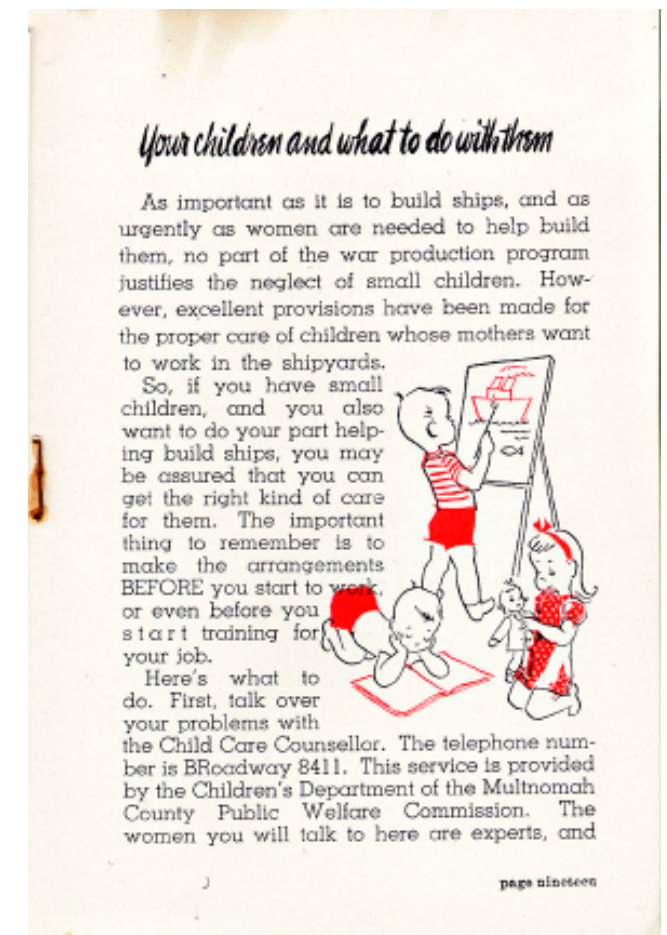 Your children and what to do with them
As important as it is to build ships, and as
urgently as women are needed to help build
them, no part of the war production program
justifies the neglect of small children. How-
ever, excellent provisions have been made for
the proper care of children whose mothers want
to work in the shipyards.
So, if you have small
children, and you also
want to do your part help-
ing build ships, you may
be assured that you can
get the right kind of care
for them. The important
thing to remember is to
make the arrangements
BEFORE you start to work,
or even before you
start training for
your job.
Here's what to
do. First, talk over
your problems with
the Child Care Counsellor. The telephone num-
ber is BRoadway 8411. This service is provided
by the Children's Department of the Multnomah
County Public Welfare Commission. The
women you will talk to here are experts, and
page nineteen